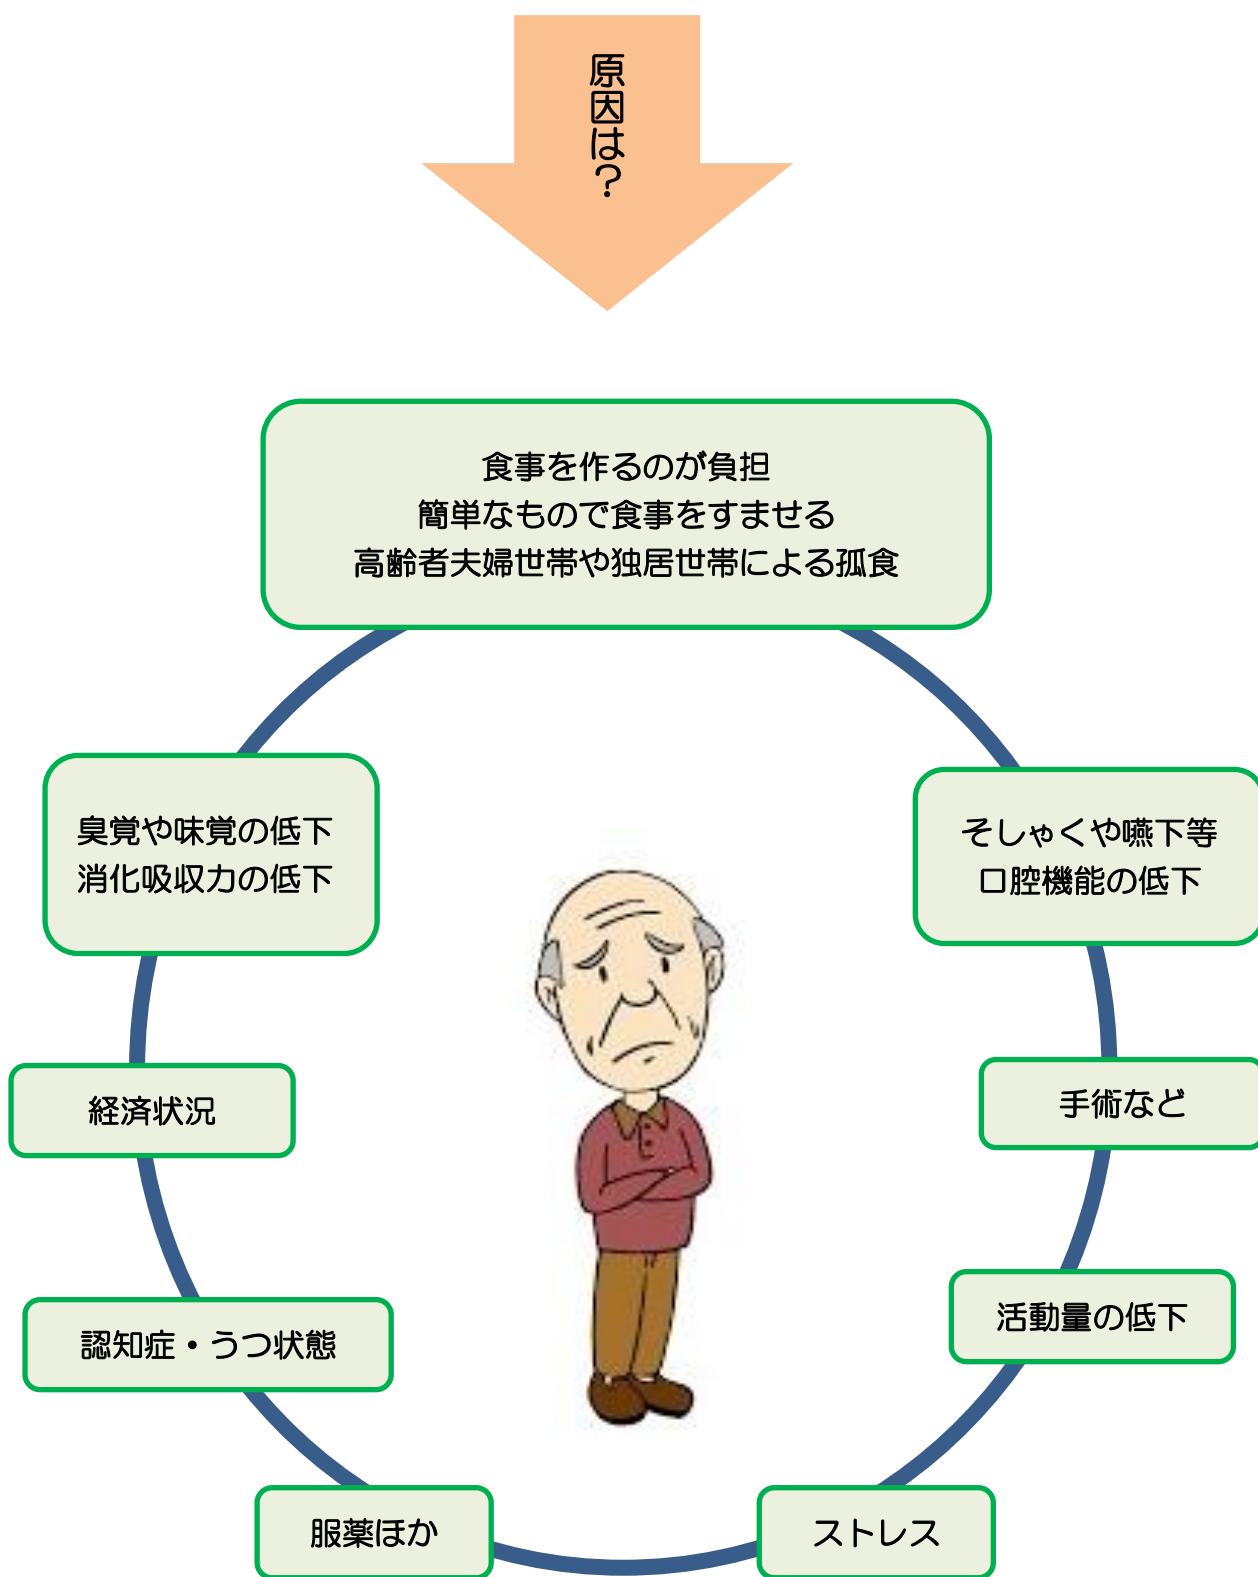 原因は？
食事を作るのが負担
簡単なもので食事をすませる
高齢者夫婦世帯や独居世帯による孤食
臭覚や味覚の低下
消化吸収力の低下
そしゃくや嚥下等
口腔機能の低下
経済状況
手術など
認知症・うつ状態
活動量の低下
服薬ほか
ストレス